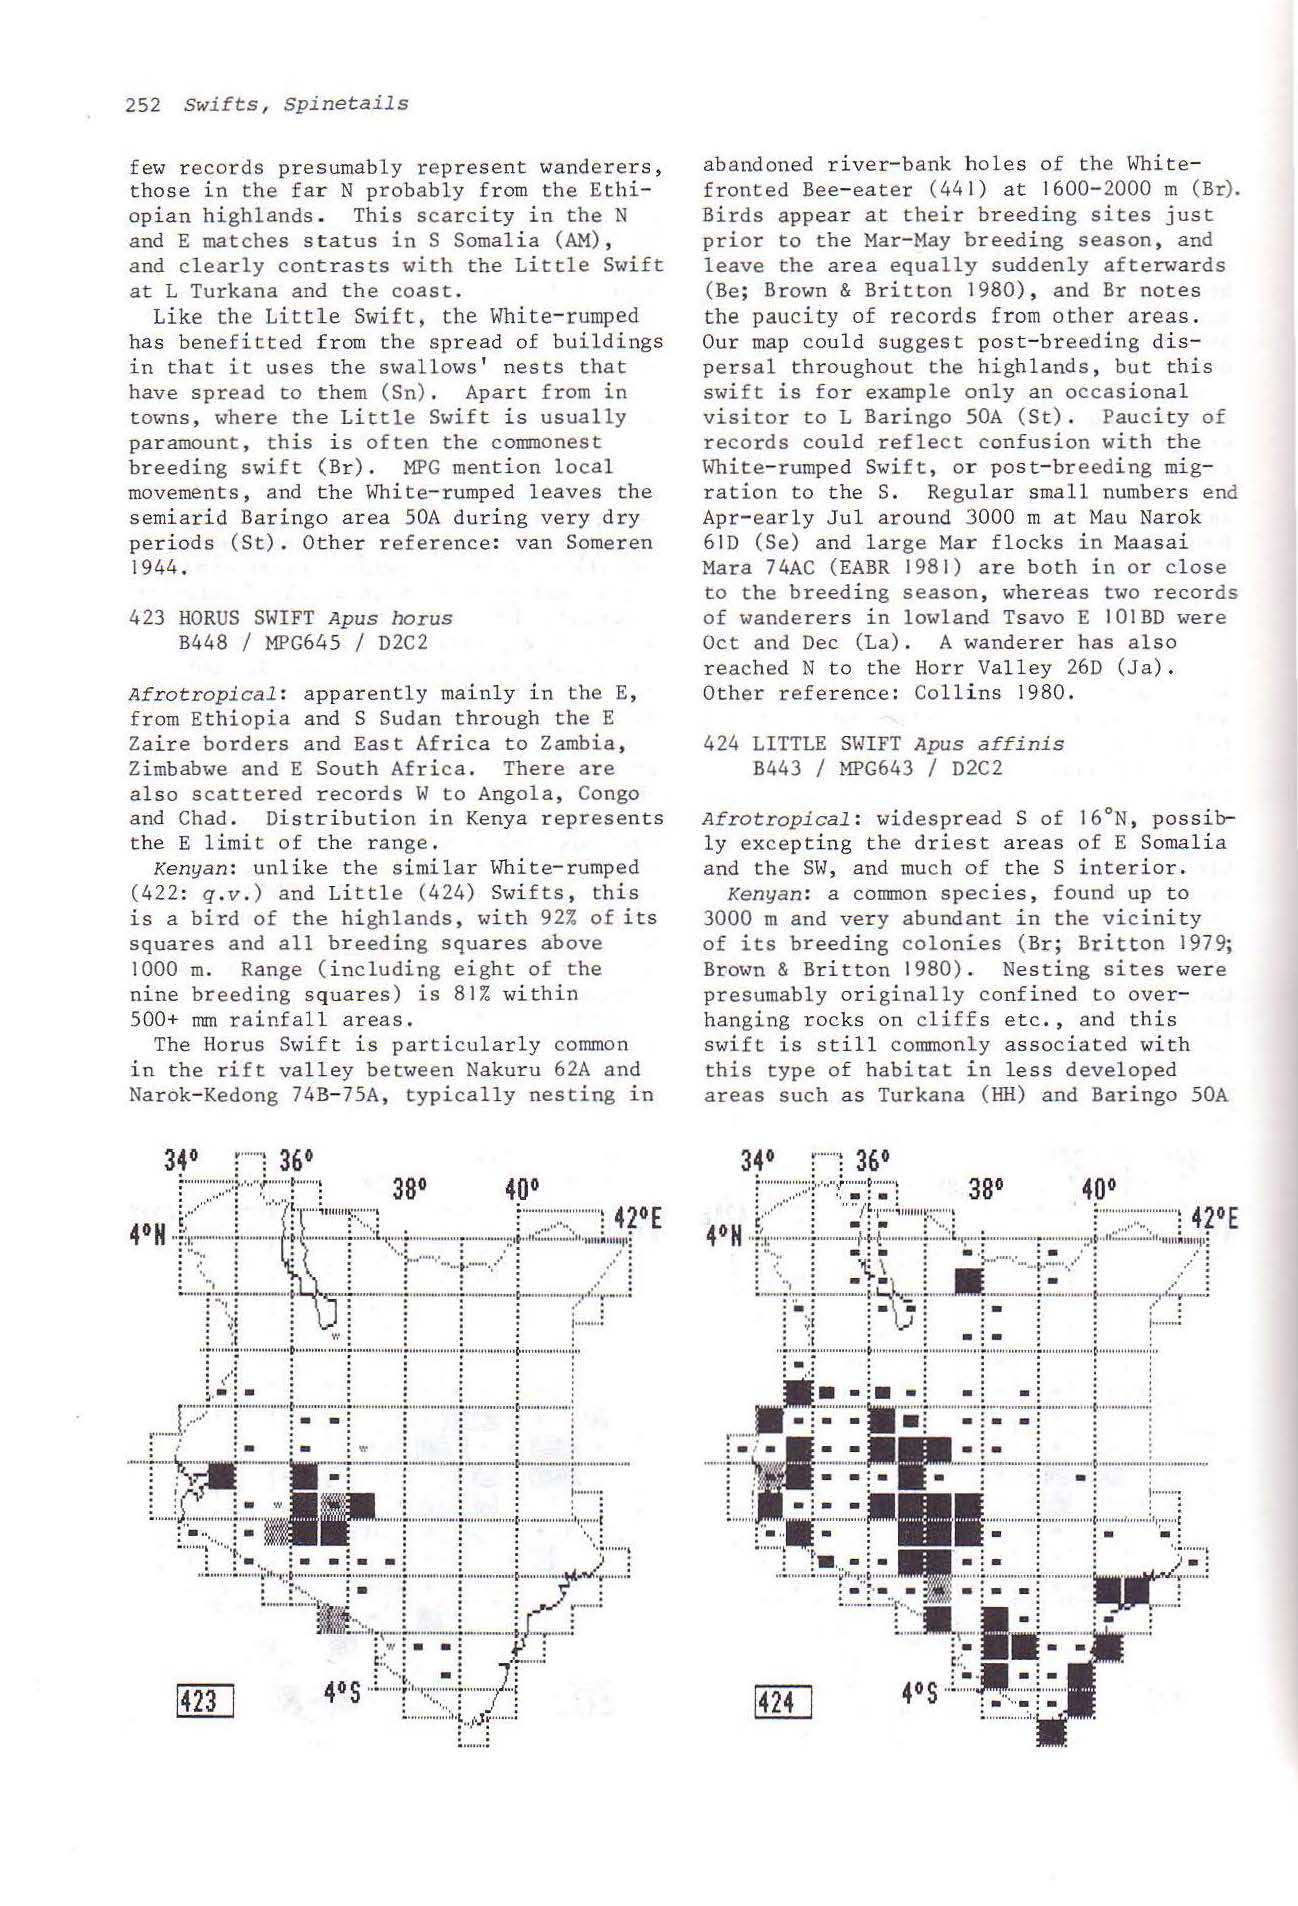 252 Swifts, Spinetails
few records presumably represent wanderers,
those in the far N probably from the Ethi-
opian highlands. This scarcity in the N
and E matches status in S Somalia (AM),
and clearly contrasts with the Little Swift
at L Turkana and the coast.
Like the Little Swift, the White-rumped
has benefitted from the spread of buildings
in that it uses the swallows' nests that
have spread to them (Sn). Apart from in
towns, where the Little Swift is usually
paramount, this is often the commonest
breeding swift (Br). MPG mention local
movements, and the White-rumped leaves the
semiarid Baringo area 50A during very dry
periods (St). Other reference: van Someren
1944.
423 HORUS SWIFT Apus horus
B448 / MPG645 / D2C2
Afrotropical: apparently mainly in the E,
from Ethiopia and S Sudan through the E
Zaire borders and East Africa to Zambia,
Zimbabwe and E South Africa. There are
also scattered records W to Angola, Congo
and Chad. Distribution in Kenya represents
the E limit of the range.
Kenyan: unlike the similar White-rumped
(422: q.v.) and Little (424) Swifts, this
is a bird of the highlands, with 92% of its
squares and all breeding squares above
1000 m. Range (including eight of the
nine breeding squares) is 81% within
500+ mm rainfall areas.
The Horus Swift is particularly common
in the rift valley between Nakuru 62A and
Narok-Kedong 74B-75A, typically nesting in
abandoned river-bank holes of the White-
fronted Bee-eater (441) at 1600-2000 m (Br).
Birds appear at their breeding sites just
prior to the Mar-May breeding season, and
leave the area equally suddenly afterwards
(Be; Brown & Britton 1980), and Br notes
the paucity of records from other areas.
Our map could suggest post-breeding dis-
persal throughout the highlands, but this
swift is for example only an occasional
visitor to L Baringo 50A (St). Paucity of
records could reflect confusion with the
White-rumped Swift, or post-breeding mig-
ration to the S. Regular small numbers end
Apr-early Jul around 3000 m at Mau Narok
61D (Se) and large Mar flocks in Maasai
Mara 74AC (EABR 1981) are both in or close
to the breeding season, whereas two records
of wanderers in lowland Tsavo E 101BD were
Oct and Dec (La). A wanderer has also
reached N to the Horr Valley 26D (Ja).
Other reference: Collins 1980.
424 LITTLE SWIFT Apus affinis
B443 / MPG643 / D2C2
Afrotropical: widespread S of 16°N, possib-
ly excepting the driest areas of E Somalia
and the SW, and much of the S interior.
Kenyan: a common species, found up to
3000 m and very abundant in the vicinity
of its breeding colonies (Br; Britton 1979;
Brown & Britton 1980). Nesting sites were
presumably originally confined to over-
hanging rocks on cliffs etc., and this
swift is still commonly associated with
this type of habitat in less developed
areas such as Turkana (HH) and Baringo 50A
34° 36°
38° 40°
4°N 42°E
4°S
423
34° 36°
38° 40°
4°N 42°E
4°S
424